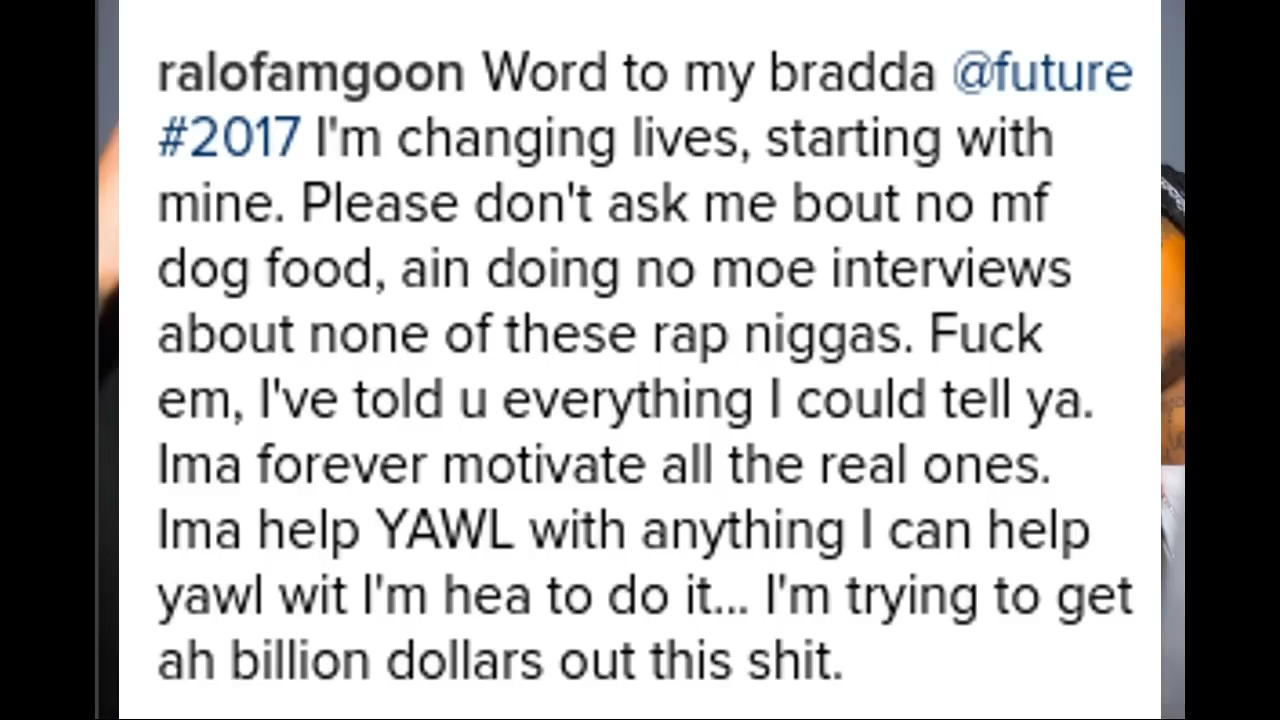 ralofamgoon Word to my bradda @future
#2017 I'm changing lives, starting with
mine. Please don't ask me bout no mf
dog food, ain doing no moe interviews
about none of these rap niggas. Fuck
em, I've told u everything I could tell ya.
Ima forever motivate all the real ones.
Ima help YAWL with anything I can help
yawl wit I'm hea to do it... I'm trying to get
ah billion dollars out this shit.